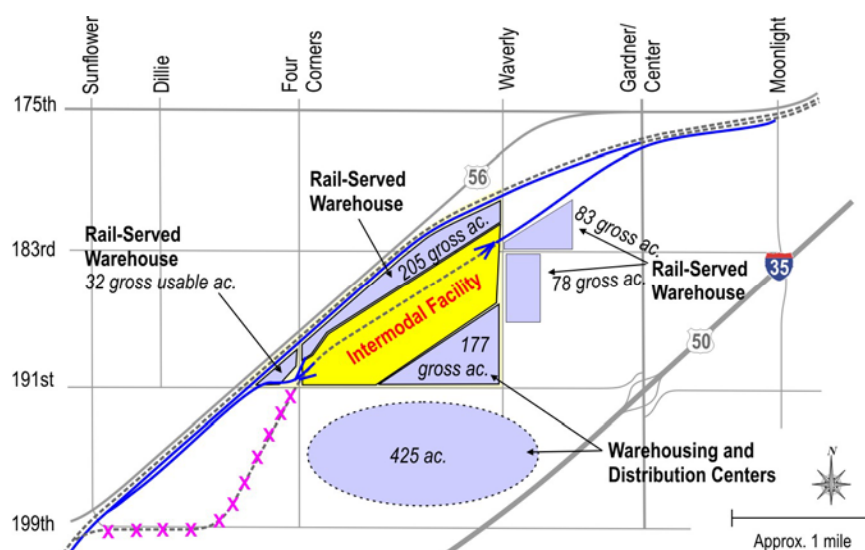 Sunflower
Dillie
Four
Corners
Waverly
Gardner/
Center
Moonlight
175th
56
Rail-Served
Warehouse
Rail-Served
Warehouse
32 gross usable ac.
205 gross ac.
83 gross ac.
183rd
35
Rail-Served
Warehouse
78 gross ac.
Intermodal Facility
50
177
gross ac.
191st
425 ac.
Warehousing and
Distribution Centers
N
199th
Approx. 1 mile